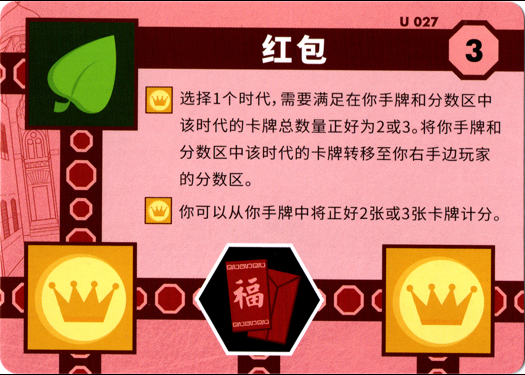 U 027
红包
3
选择1个时代，需要满足在你手牌和分数区中
该时代的卡牌总数量正好为2或3。将你手牌和
分数区中该时代的卡牌转移至你右手边玩家
的分数区。
你可以从你手牌中将正好2张或3张卡牌计分。
福